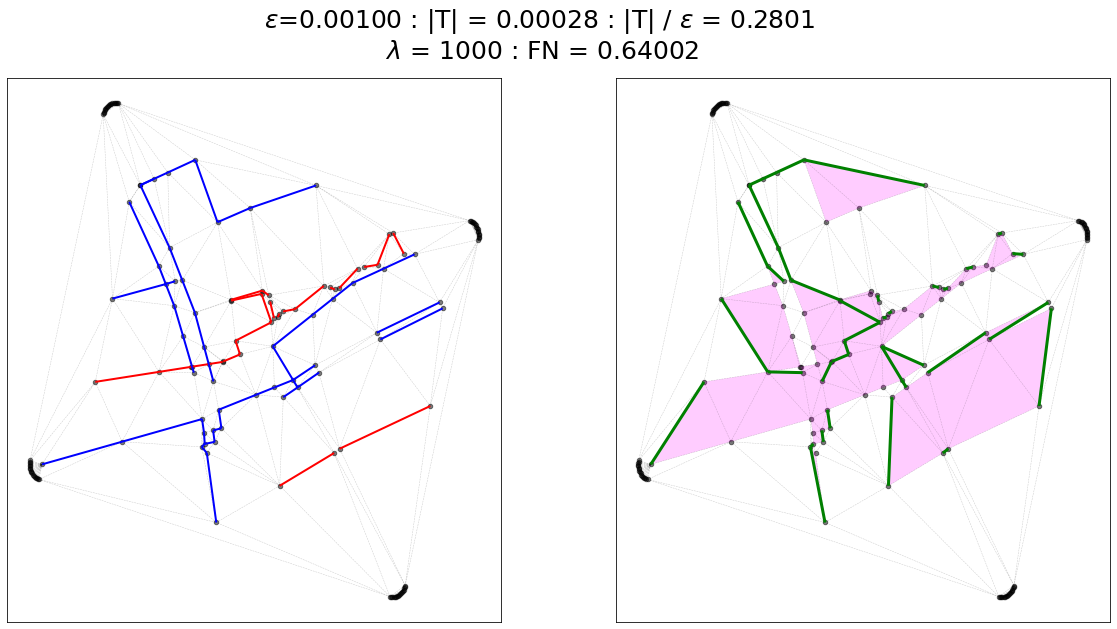 ε=0.00100 : |T| = 0.00028 : |T| / ε = 0.2801
λ = 1000 : FN = 0.64002